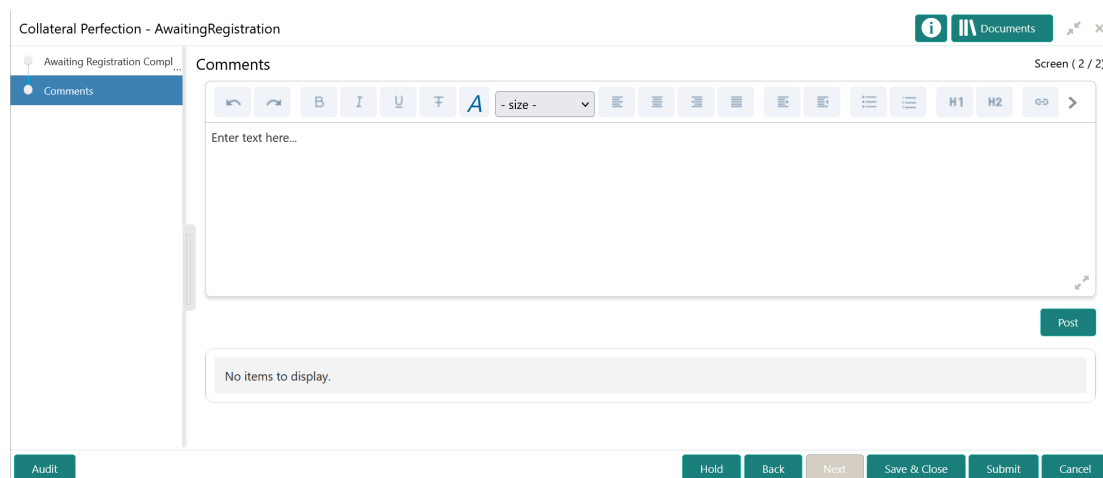 Collateral Perfection - AwaitingRegistration
Documents
Awaiting Registration Compl...
Comments
Comments
Screen ( 2 / 2)
B I U T A - size - H1 H2
Enter text here...
Post
No items to display.
Audit
Hold Back Next Save & Close Submit Cancel